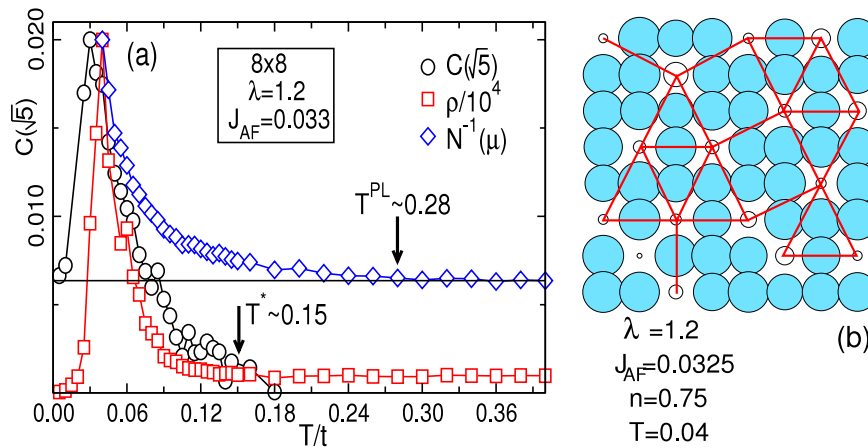 0.020
(a)
8x8
λ=1.2
J_AF=0.033
C(√5)
ρ/10^4
N^-1(μ)
C(√5)
0.010
T^PL~0.28
T^*~0.15
0.000
0.00 0.06 0.12 0.18 0.24 0.30 0.36
T/t
(b)
λ =1.2
J_AF=0.0325
n=0.75
T=0.04